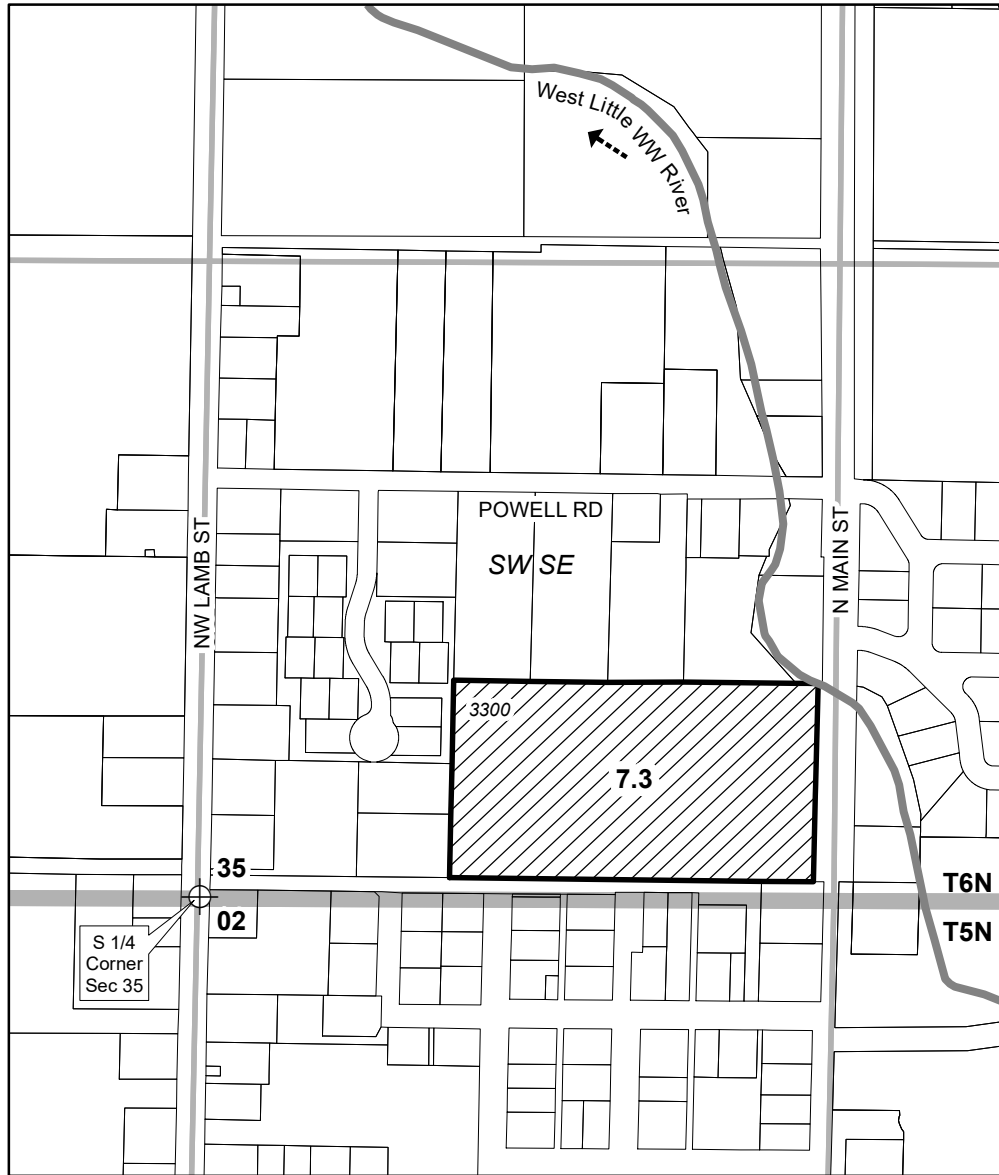 West Little WW River
POWELL RD
SW SE
NW LAMB ST
N MAIN ST
3300
7.3
35
T6N
02
T5N
S 1/4
Corner
Sec 35